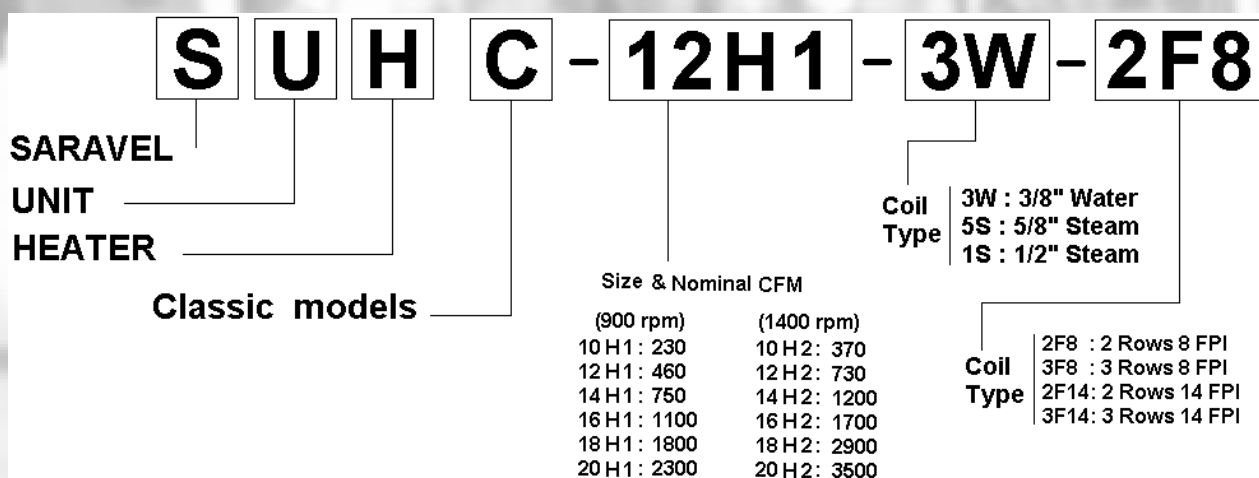 S U H C - 12H1 - 3W - 2F8
SARAVEL
UNIT
HEATER
Classic models
Size & Nominal CFM
(900 rpm) (1400 rpm)
10 H1 : 230 10 H2 : 370
12 H1 : 460 12 H2 : 730
14 H1 : 750 14 H2 : 1200
16 H1 : 1100 16 H2 : 1700
18 H1 : 1800 18 H2 : 2900
20 H1 : 2300 20 H2 : 3500
Coil
Type
3W : 3/8" Water
5S : 5/8" Steam
1S : 1/2" Steam
Coil
Type
2F8 : 2 Rows 8 FPI
3F8 : 3 Rows 8 FPI
2F14: 2 Rows 14 FPI
3F14: 3 Rows 14 FPI